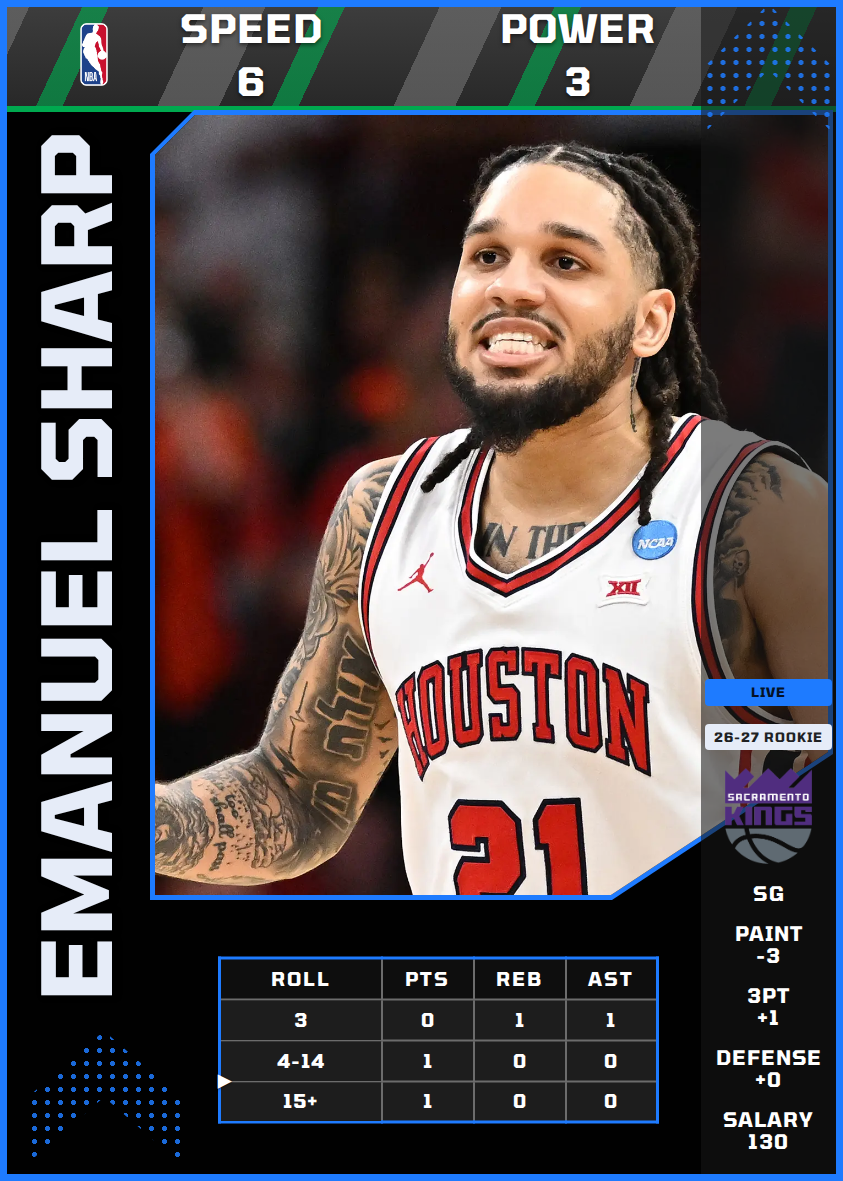 SPEED
6
POWER
3
NBA
EMANUEL SHARP
IN THE
NCAA
XII
HOUSTON
21
LIVE
26-27 ROOKIE
SACRAMENTO
KINGS
SG
PAINT
-3
3PT
+1
DEFENSE
+0
SALARY
130
ROLL PTS REB AST
3 0 1 1
4-14 1 0 0
15+ 1 0 0